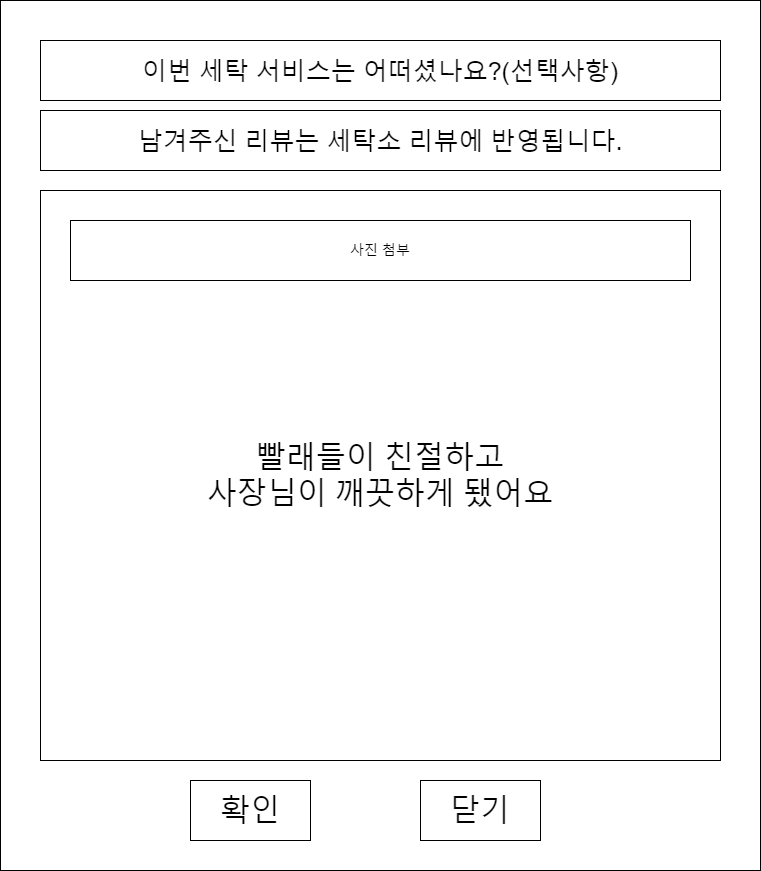 이번 세탁 서비스는 어떠셨나요?(선택사항)
남겨주신 리뷰는 세탁소 리뷰에 반영됩니다.
사진 첨부
빨래들이 친절하고
사장님이 깨끗하게 됐어요
확인
닫기